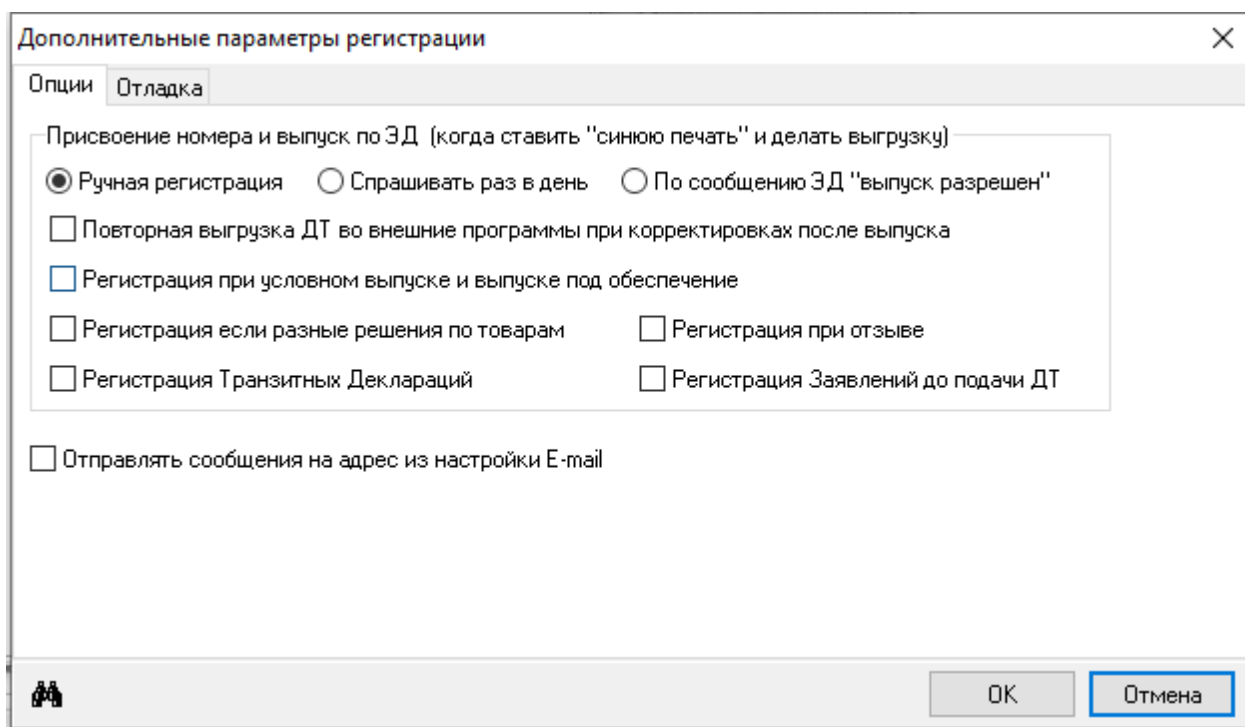 Дополнительные параметры регистрации
Опции Отладка
Присвоение номера и выпуск по ЭД (когда ставить "синюю печать" и делать выгрузку)
Ручная регистрация Спрашивать раз в день По сообщению ЭД "выпуск разрешен"
Повторная выгрузка ДТ во внешние программы при корректировках после выпуска
Регистрация при условном выпуске и выпуске под обеспечение
Регистрация если разные решения по товарам Регистрация при отзыве
Регистрация Транзитных Деклараций Регистрация Заявлений до подачи ДТ
Отправлять сообщения на адрес из настройки E-mail
OK Отмена